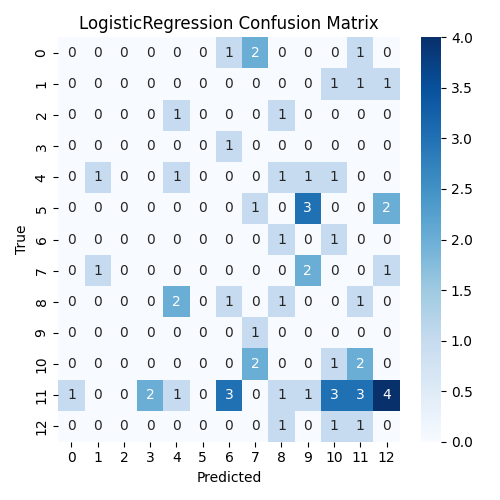 LogisticRegression Confusion Matrix
0 0 0 0 0 0 0 1 2 0 0 0 1 0
1 0 0 0 0 0 0 0 0 0 0 1 1 1
2 0 0 0 0 1 0 0 0 1 0 0 0 0
3 0 0 0 0 0 0 1 0 0 0 0 0 0
4 0 1 0 0 1 0 0 0 1 1 1 0 0
5 0 0 0 0 0 0 0 1 0 3 0 0 2
6 0 0 0 0 0 0 0 0 1 0 1 0 0
7 0 1 0 0 0 0 0 0 0 2 0 0 1
8 0 0 0 0 2 0 1 0 1 0 0 1 0
9 0 0 0 0 0 0 0 1 0 0 0 0 0
10 0 0 0 0 0 0 0 2 0 0 1 2 0
11 1 0 0 2 1 0 3 0 1 1 3 3 4
12 0 0 0 0 0 0 0 0 1 0 1 1 0
0 1 2 3 4 5 6 7 8 9 10 11 12
Predicted
True
4.0
3.5
3.0
2.5
2.0
1.5
1.0
0.5
0.0